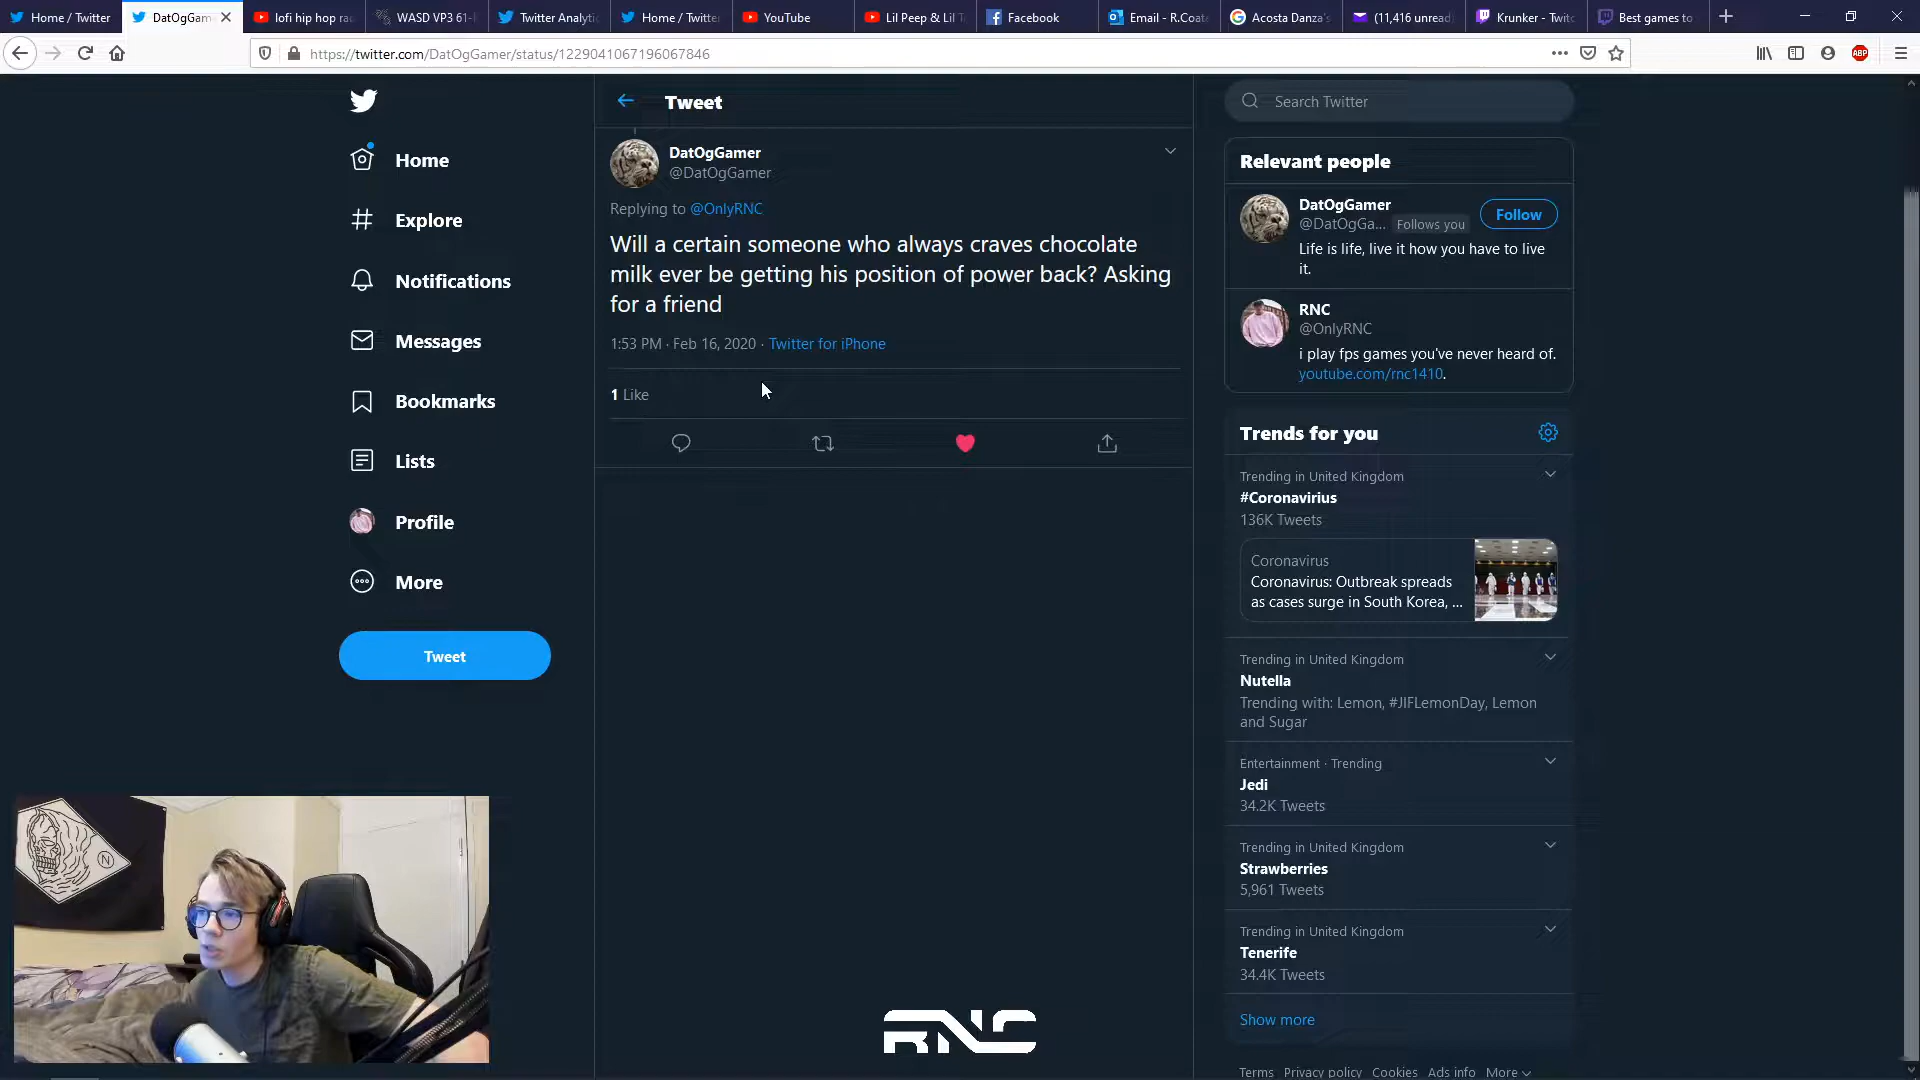 Home / Twitter
DatOgGam
lofi hip hop ra
WASD VP3 61-
Twitter Analyti
Home / Twitte
YouTube
Lil Peep & Lil T
Facebook
Email - R.Coat
Acosta Danza's
(11,416 unread
Krunker - Twitc
Best games to
https://twitter.com/DatOgGamer/status/1229041067196067846
ABP
Home
Explore
Notifications
Messages
Bookmarks
Lists
Profile
More
Tweet
Tweet
DatOgGamer
@DatOgGamer
Replying to @OnlyRNC
Will a certain someone who always craves chocolate
milk ever be getting his position of power back? Asking
for a friend
1:53 PM · Feb 16, 2020 · Twitter for iPhone
1 Like
RNC
Search Twitter
Relevant people
DatOgGamer
@DatOgGa... Follows you
Follow
Life is life, live it how you have to live
it.
RNC
@OnlyRNC
i play fps games you've never heard of.
youtube.com/rnc1410.
Trends for you
Trending in United Kingdom
#Coronavirius
136K Tweets
Coronavirus
Coronavirus: Outbreak spreads
as cases surge in South Korea, ...
Trending in United Kingdom
Nutella
Trending with: Lemon, #JIFLemonDay, Lemon
and Sugar
Entertainment · Trending
Jedi
34.2K Tweets
Trending in United Kingdom
Strawberries
5,961 Tweets
Trending in United Kingdom
Tenerife
34.4K Tweets
Show more
Terms Privacy policy Cookies Ads info More
N